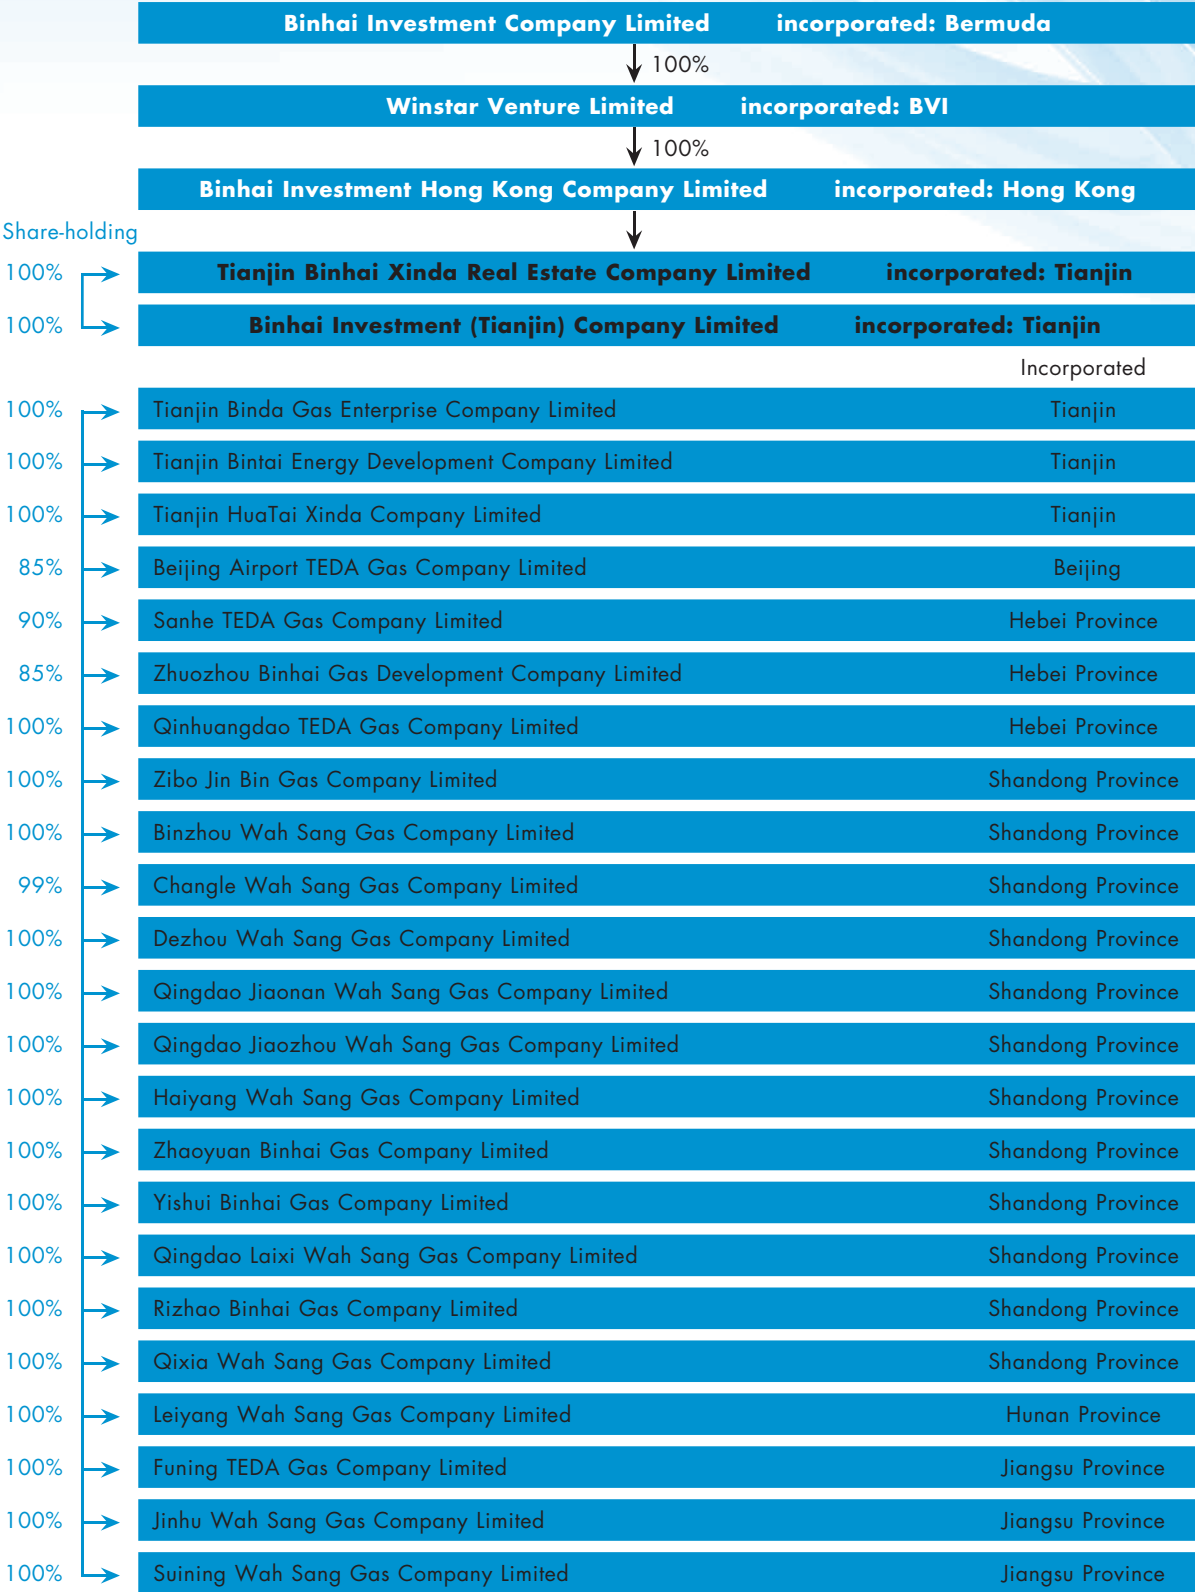 Binhai Investment Company Limited incorporated: Bermuda
100%
Winstar Venture Limited incorporated: BVI
100%
Binhai Investment Hong Kong Company Limited incorporated: Hong Kong
Share-holding
100% Tianjin Binhai Xinda Real Estate Company Limited incorporated: Tianjin
100% Binhai Investment (Tianjin) Company Limited incorporated: Tianjin
Incorporated
100% Tianjin Binda Gas Enterprise Company Limited Tianjin
100% Tianjin Bintai Energy Development Company Limited Tianjin
100% Tianjin HuaTai Xinda Company Limited Tianjin
85% Beijing Airport TEDA Gas Company Limited Beijing
90% Sanhe TEDA Gas Company Limited Hebei Province
85% Zhuozhou Binhai Gas Development Company Limited Hebei Province
100% Qinhuangdao TEDA Gas Company Limited Hebei Province
100% Zibo Jin Bin Gas Company Limited Shandong Province
100% Binzhou Wah Sang Gas Company Limited Shandong Province
99% Changle Wah Sang Gas Company Limited Shandong Province
100% Dezhou Wah Sang Gas Company Limited Shandong Province
100% Qingdao Jiaonan Wah Sang Gas Company Limited Shandong Province
100% Qingdao Jiaozhou Wah Sang Gas Company Limited Shandong Province
100% Haiyang Wah Sang Gas Company Limited Shandong Province
100% Zhaoyuan Binhai Gas Company Limited Shandong Province
100% Yishui Binhai Gas Company Limited Shandong Province
100% Qingdao Laixi Wah Sang Gas Company Limited Shandong Province
100% Rizhao Binhai Gas Company Limited Shandong Province
100% Qixia Wah Sang Gas Company Limited Shandong Province
100% Leiyang Wah Sang Gas Company Limited Hunan Province
100% Funing TEDA Gas Company Limited Jiangsu Province
100% Jinhu Wah Sang Gas Company Limited Jiangsu Province
100% Suining Wah Sang Gas Company Limited Jiangsu Province